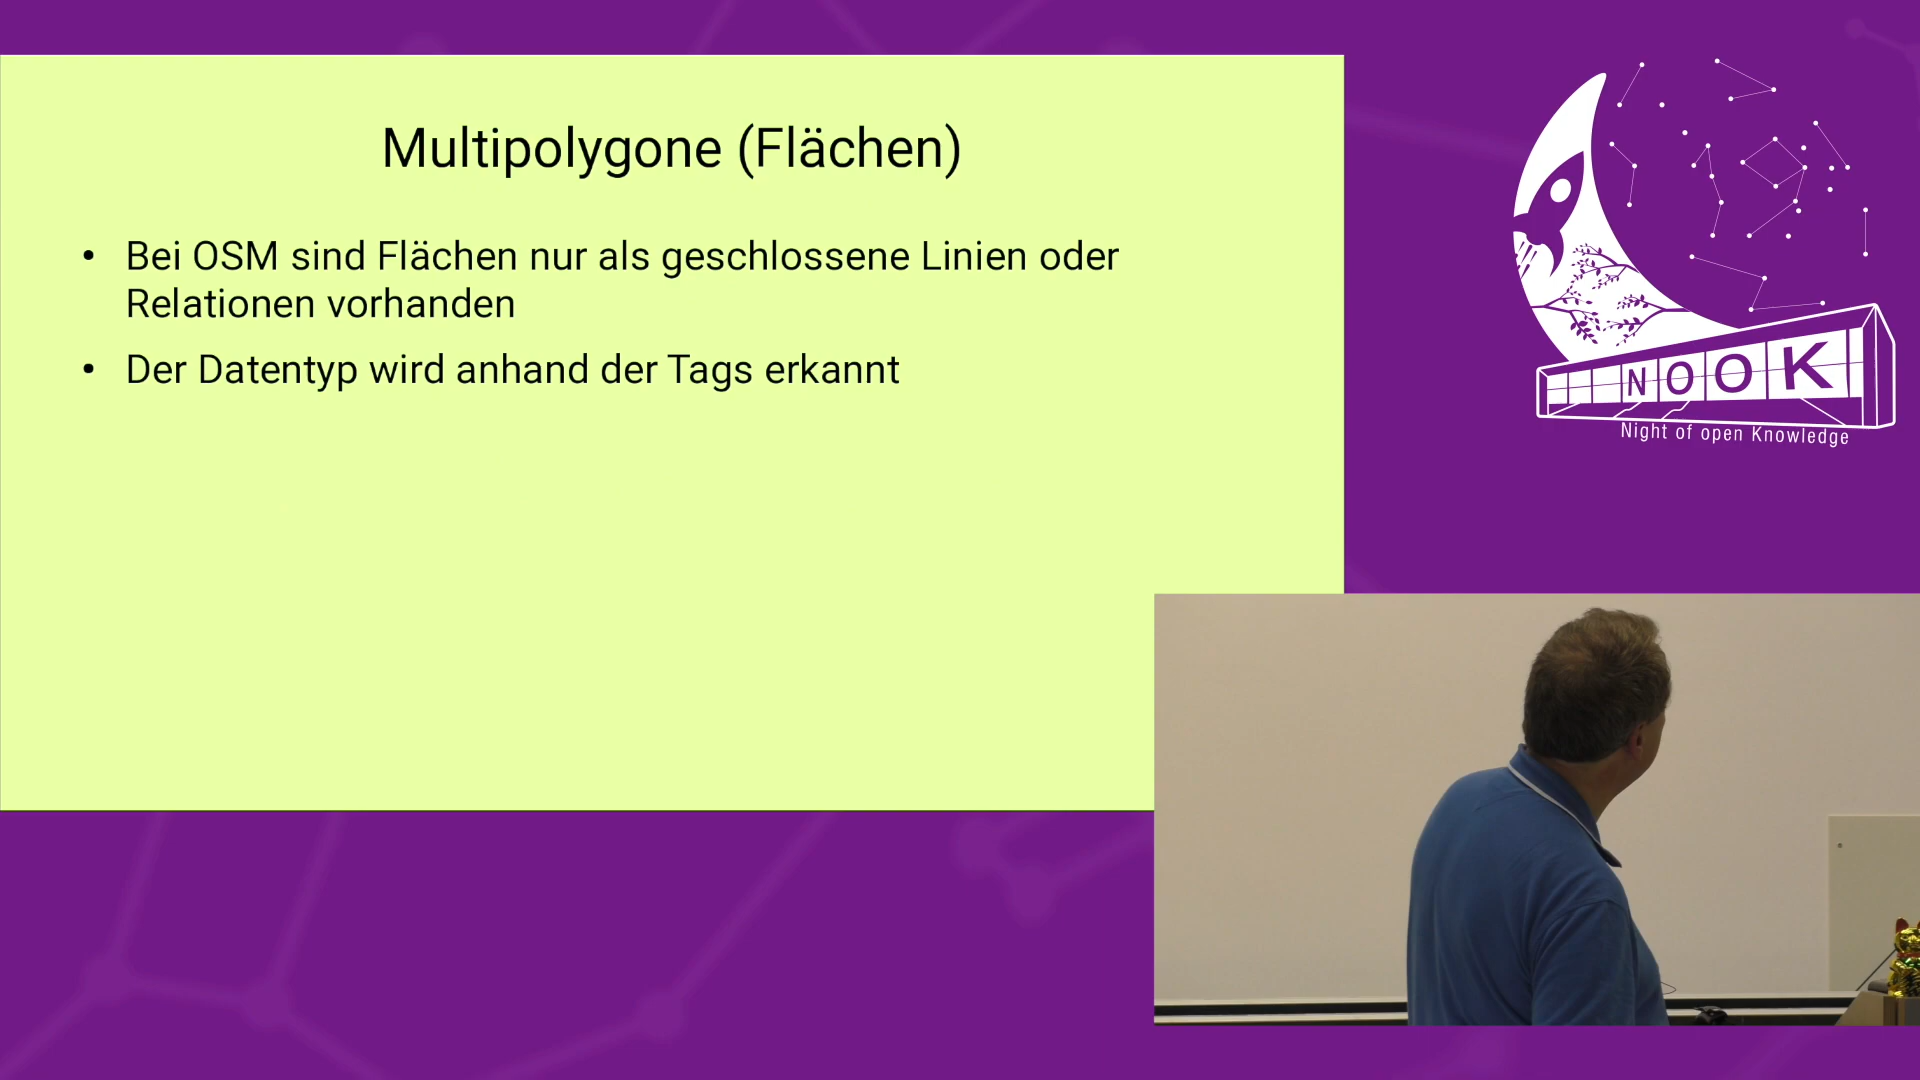 Multipolygone (Flächen)
• Bei OSM sind Flächen nur als geschlossene Linien oder
Relationen vorhanden
• Der Datentyp wird anhand der Tags erkannt
NOOK
Night of open Knowledge